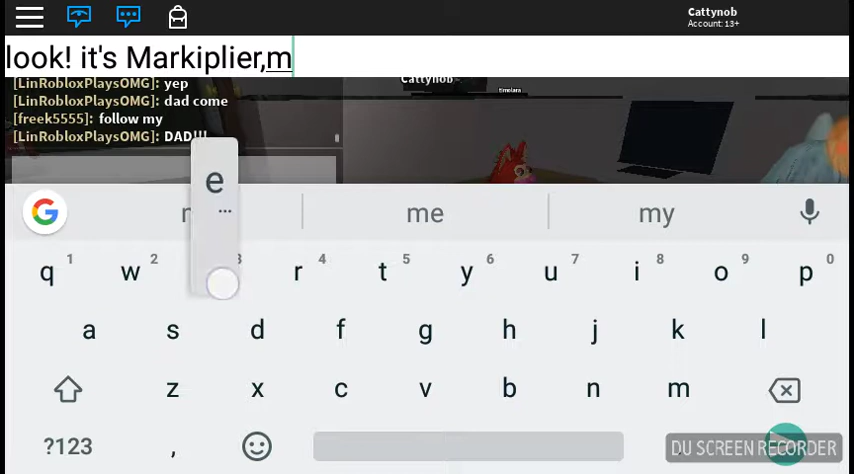 Cattynob
Account: 13+
look! it's Markiplier,m
[LinRobloxPlaysOMG]: yep
[LinRobloxPlaysOMG]: dad come
[freek5555]: follow my
[LinRobloxPlaysOMG]: DAD!!!
Cattynob
e
...
me my
q 1 w 2 3 r 4 t 5 y 6 u 7 i 8 o 9 p 0
a s d f g h j k l
z x c v b n m
?123 ,
DU SCREEN RECORDER